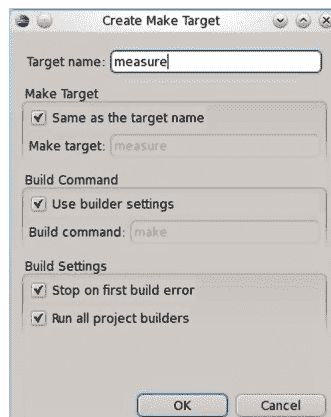 Create Make Target
Target name: measure
Make Target
Same as the target name
Make target: measure
Build Command
Use builder settings
Build command: make
Build Settings
Stop on first build error
Run all project builders
OK Cancel